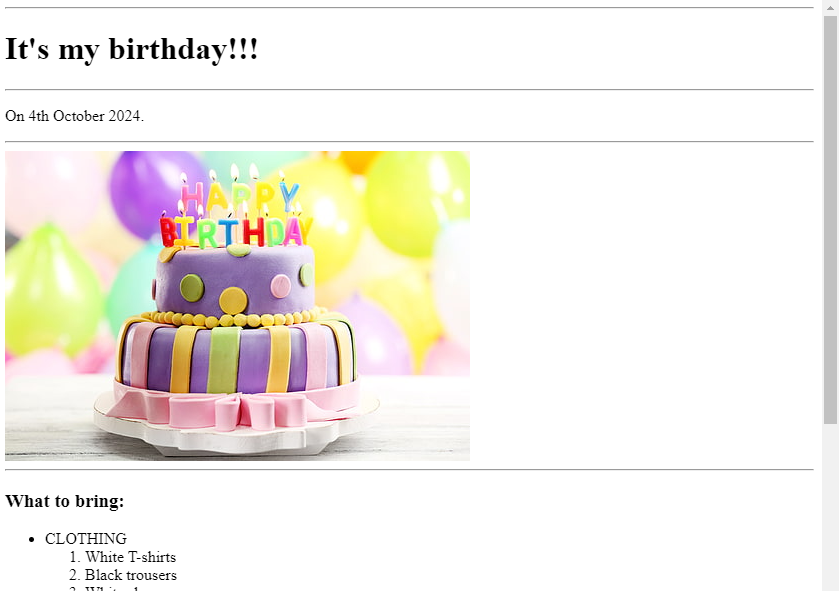 It's my birthday!!!
On 4th October 2024.
HAPPY
BIRTHDAY
What to bring:
• CLOTHING
1. White T-shirts
2. Black trousers
3. White